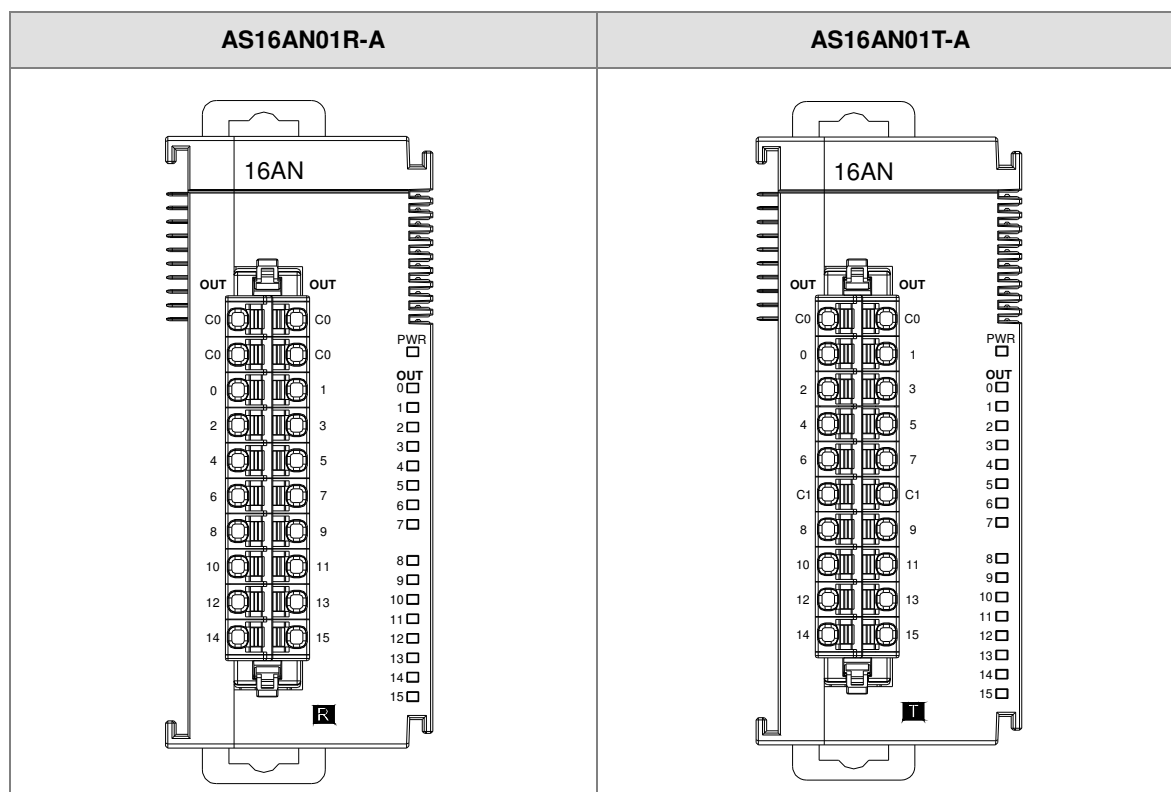 AS16AN01R-A AS16AN01T-A
16AN 16AN
OUT OUT OUT OUT
C0 C0 C0 C0
PWR PWR
C0 C0 0 1
OUT OUT
0 0
0 1 2 3
1 1
2 3 2 4 5 2
3 3
4 5 4 6 7 4
5 5
6 7 6 C1 C1 6
7 7
8 9 8 9
10 11 8 10 11 8
9 9
12 13 10 12 13 10
11 11
14 15 12 14 15 12
13 13
14 14
15 15
R T